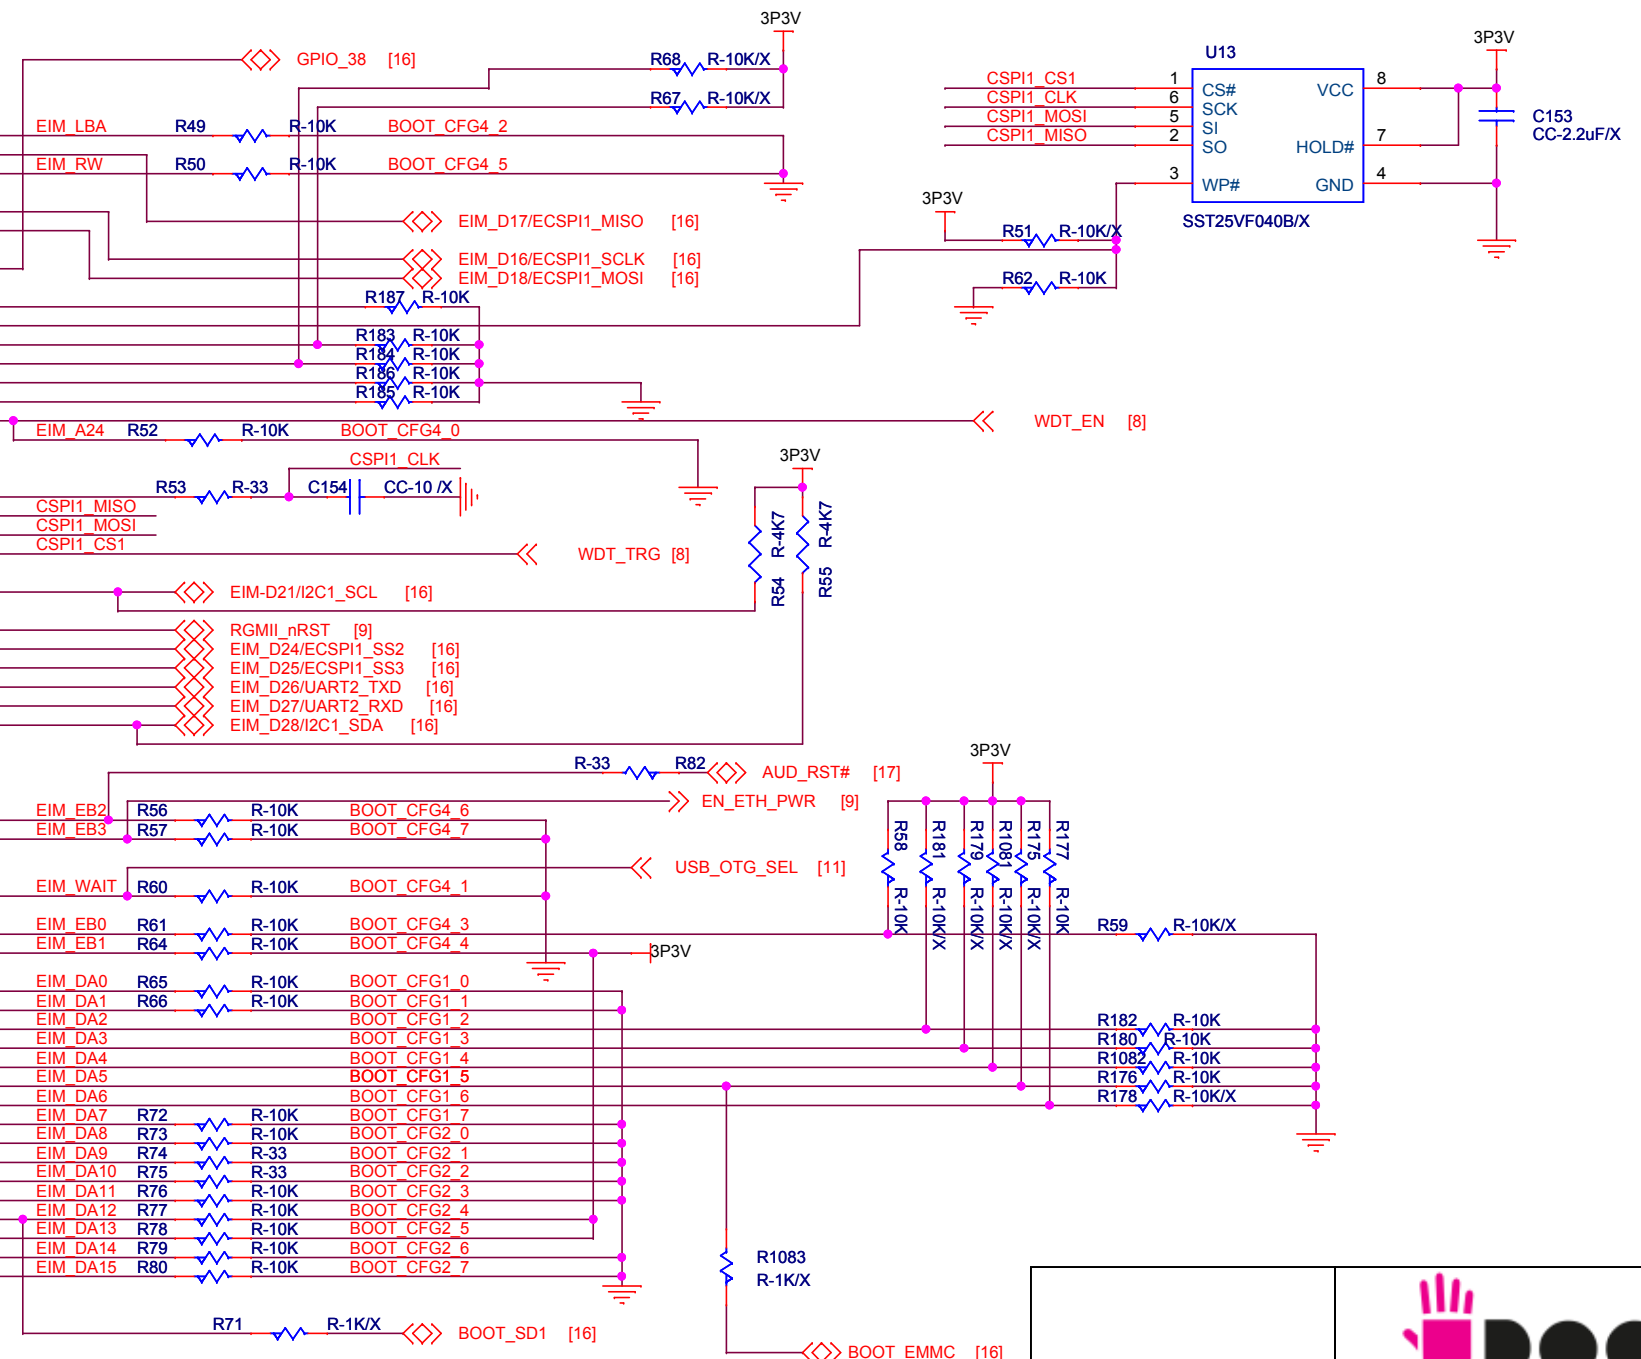 3P3V
GPIO_38 [16]
R68 R-10K/X
R67 R-10K/X
EIM_LBA R49 R-10K BOOT_CFG4_2
EIM_RW R50 R-10K BOOT_CFG4_5
EIM_D17/ECSPI1_MISO [16]
EIM_D16/ECSPI1_SCLK [16]
EIM_D18/ECSPI1_MOSI [16]
U13
3P3V
CSPI1_CS1 1 CS# VCC 8
CSPI1_CLK 6 SCK
CSPI1_MOSI 5 SI
CSPI1_MISO 2 SO HOLD# 7
3 WP# GND 4
C153
CC-2.2uF/X
SST25VF040B/X
3P3V
R51 R-10K/X
R62 R-10K
R187 R-10K
R183 R-10K
R184 R-10K
R186 R-10K
R185 R-10K
WDT_EN [8]
EIM_A24 R52 R-10K BOOT_CFG4_0
CSPI1_CLK
R53 R-33 C154 CC-10 /X
CSPI1_MISO
CSPI1_MOSI
CSPI1_CS1
WDT_TRG [8]
3P3V
R54 R-4K7
R55 R-4K7
EIM-D21/I2C1_SCL [16]
RGMII_nRST [9]
EIM_D24/ECSPI1_SS2 [16]
EIM_D25/ECSPI1_SS3 [16]
EIM_D26/UART2_TXD [16]
EIM_D27/UART2_RXD [16]
EIM_D28/I2C1_SDA [16]
R-33 R82 AUD_RST# [17]
EN_ETH_PWR [9]
EIM_EB2 R56 R-10K BOOT_CFG4_6
EIM_EB3 R57 R-10K BOOT_CFG4_7
USB_OTG_SEL [11]
EIM_WAIT R60 R-10K BOOT_CFG4_1
EIM_EB0 R61 R-10K BOOT_CFG4_3
EIM_EB1 R64 R-10K BOOT_CFG4_4
3P3V
3P3V
R58 R-10K
R181 R-10K/X
R179 R-10K/X
R1081 R-10K/X
R175 R-10K/X
R177 R-10K
R59 R-10K/X
EIM_DA0 R65 R-10K BOOT_CFG1_0
EIM_DA1 R66 R-10K BOOT_CFG1_1
EIM_DA2 BOOT_CFG1_2 R182 R-10K
EIM_DA3 BOOT_CFG1_3 R180 R-10K
EIM_DA4 BOOT_CFG1_4 R1082 R-10K
EIM_DA5 BOOT_CFG1_5 R176 R-10K
EIM_DA6 BOOT_CFG1_6 R178 R-10K/X
EIM_DA7 R72 R-10K BOOT_CFG1_7
EIM_DA8 R73 R-10K BOOT_CFG2_0
EIM_DA9 R74 R-33 BOOT_CFG2_1
EIM_DA10 R75 R-33 BOOT_CFG2_2
EIM_DA11 R76 R-10K BOOT_CFG2_3
EIM_DA12 R77 R-10K BOOT_CFG2_4
EIM_DA13 R78 R-10K BOOT_CFG2_5
EIM_DA14 R79 R-10K BOOT_CFG2_6
EIM_DA15 R80 R-10K BOOT_CFG2_7
R1083
R-1K/X
R71 R-1K/X BOOT_SD1 [16]
BOOT_EMMC [16]